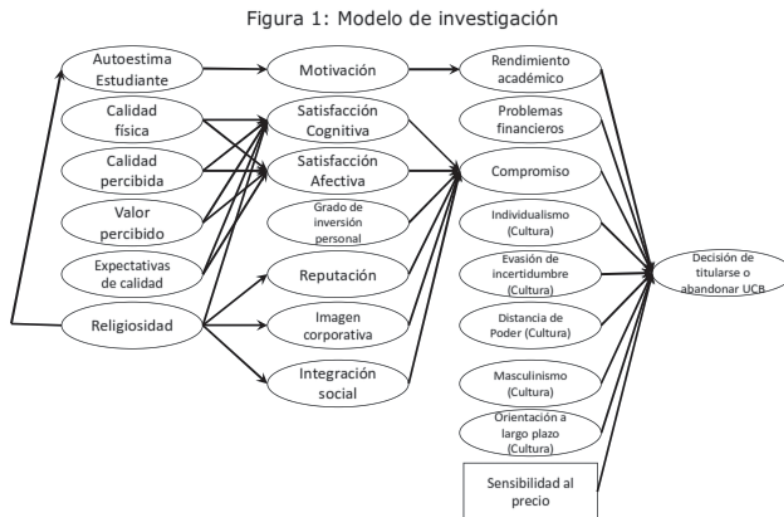 Figura 1: Modelo de investigación
Autoestima
Estudiante
Motivación
Rendimiento
académico
Calidad
física
Satisfacción
Cognitiva
Problemas
financieros
Calidad
percibida
Satisfacción
Afectiva
Compromiso
Valor
percibido
Grado de
inversión
personal
Individualismo
(Cultura)
Expectativas
de calidad
Reputación
Evasión de
incertidumbre
(Cultura)
Decisión de
titularse o
abandonar UCB
Religiosidad
Imagen
corporativa
Distancia de
Poder (Cultura)
Integración
social
Masculinismo
(Cultura)
Orientación a
largo plazo
(Cultura)
Sensibilidad al
precio